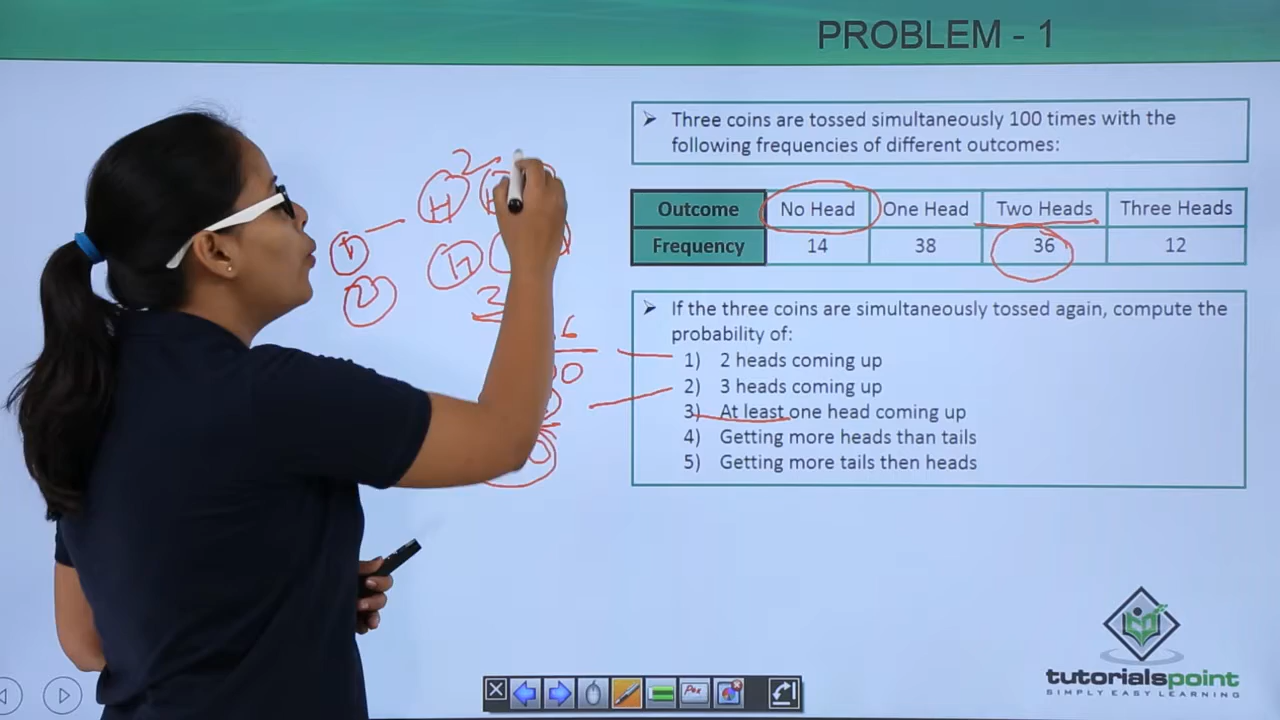 PROBLEM - 1
➤ Three coins are tossed simultaneously 100 times with the
following frequencies of different outcomes:
Outcome No Head One Head Two Heads Three Heads
Frequency 14 38 36 12
➤ If the three coins are simultaneously tossed again, compute the
probability of:
1) 2 heads coming up
2) 3 heads coming up
3) At least one head coming up
4) Getting more heads than tails
5) Getting more tails then heads
H 2 H
H
2
tutorialspoint
SIMPLY EASY LEARNING
Pen